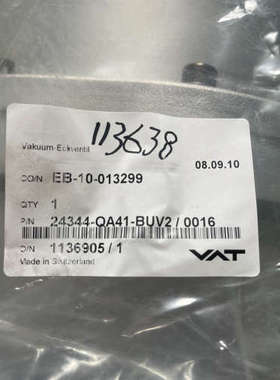 113638
Vakuum-Eckventil
08.09.10
CO/N EB-10-013299
QTY 1
P/N 24344-QA41-BUV2 / 0016
O/N 1136905 / 1
VAT
Made in Switzerland